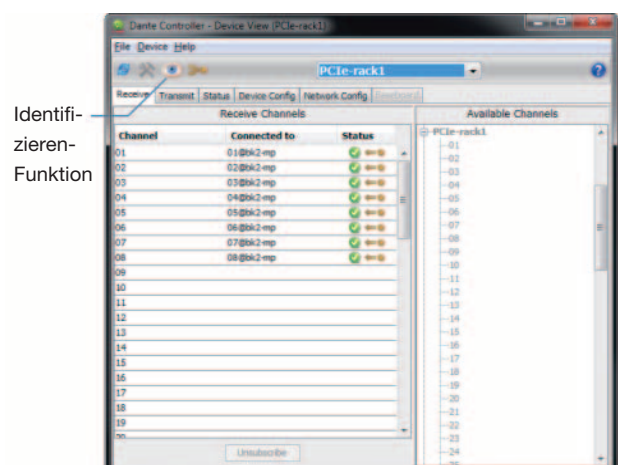 Dante Controller - Device View (PCIe-rack1)
File Device Help
PCIe-rack1
Identifi-
zieren-
Funktion
Receive Transmit Status Device Config Network Config
Receive Channels
Channel Connected to Status
01 01@bk2-mp
02 02@bk2-mp
03 03@bk2-mp
04 04@bk2-mp
05 05@bk2-mp
06 06@bk2-mp
07 07@bk2-mp
08 08@bk2-mp
09
10
11
12
13
14
15
16
17
18
19
20
Unsubscribe
Available Channels
PCIe-rack1
01
02
03
04
05
06
07
08
09
10
11
12
13
14
15
16
17
18
19
20
21
22
23
24